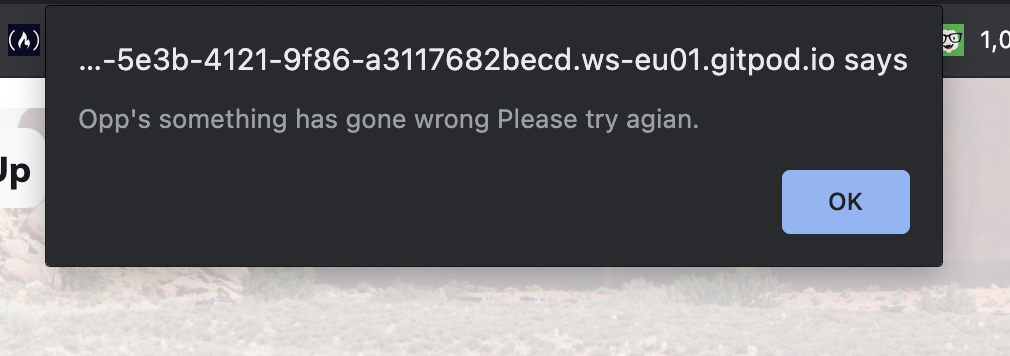 (𝝀)
1,0
...-5e3b-4121-9f86-a3117682becd.ws-eu01.gitpod.io says
Opp's something has gone wrong Please try agian.
Up
OK